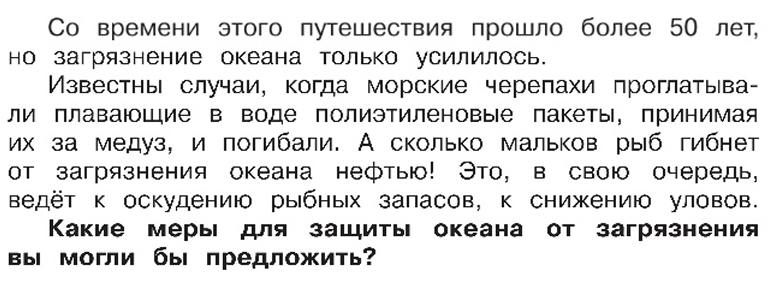 Со времени этого путешествия прошло более 50 лет,
но загрязнение океана только усилилось.
Известны случаи, когда морские черепахи проглатыва-
ли плавающие в воде полиэтиленовые пакеты, принимая
их за медуз, и погибали. А сколько мальков рыб гибнет
от загрязнения океана нефтью! Это, в свою очередь,
ведёт к оскудению рыбных запасов, к снижению уловов.
Какие меры для защиты океана от загрязнения
вы могли бы предложить?